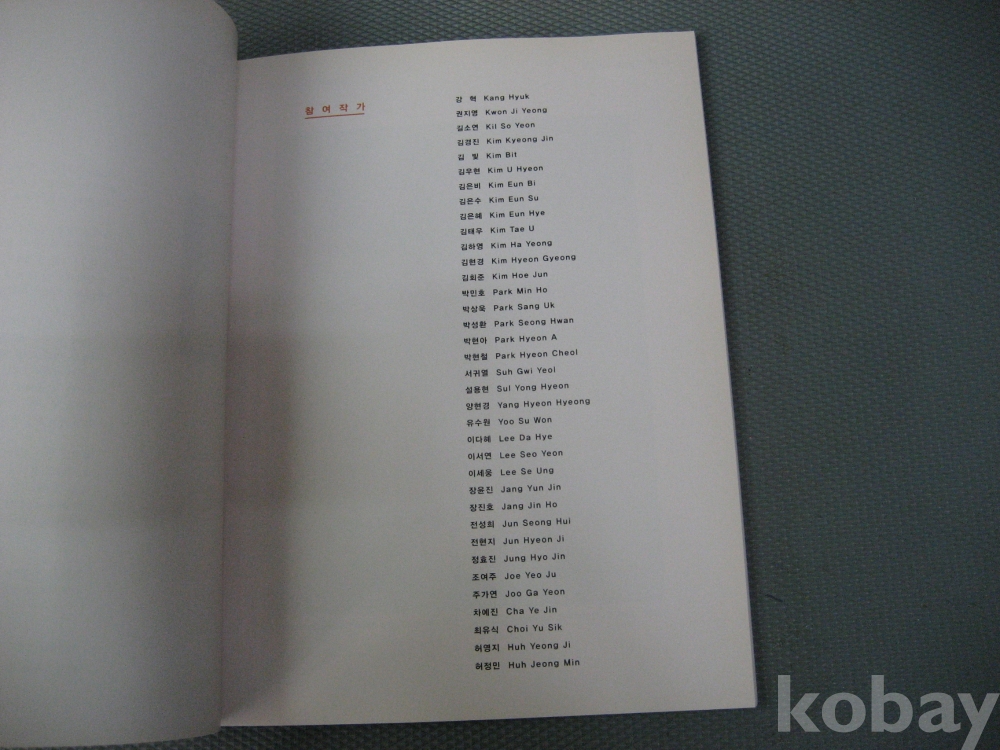 참여작가
강 혁 Kang Hyuk
권지영 Kwon Ji Yeong
길소연 Kil So Yeon
김경진 Kim Kyeong Jin
김 빛 Kim Bit
김우현 Kim U Hyeon
김은비 Kim Eun Bi
김은수 Kim Eun Su
김은혜 Kim Eun Hye
김태우 Kim Tae U
김하영 Kim Ha Yeong
김현경 Kim Hyeon Gyeong
김회준 Kim Hoe Jun
박민호 Park Min Ho
박상욱 Park Sang Uk
박성환 Park Seong Hwan
박현아 Park Hyeon A
박현철 Park Hyeon Cheol
서귀열 Suh Gwi Yeol
설용현 Sul Yong Hyeon
양현경 Yang Hyeon Hyeong
유수원 Yoo Su Won
이다혜 Lee Da Hye
이서연 Lee Seo Yeon
이세웅 Lee Se Ung
장윤진 Jang Yun Jin
장진호 Jang Jin Ho
전성희 Jun Seong Hui
전현지 Jun Hyeon Ji
정효진 Jung Hyo Jin
조여주 Joe Yeo Ju
주가연 Joo Ga Yeon
차예진 Cha Ye Jin
최유식 Choi Yu Sik
허영지 Huh Yeong Ji
허정민 Huh Jeong Min
kobay